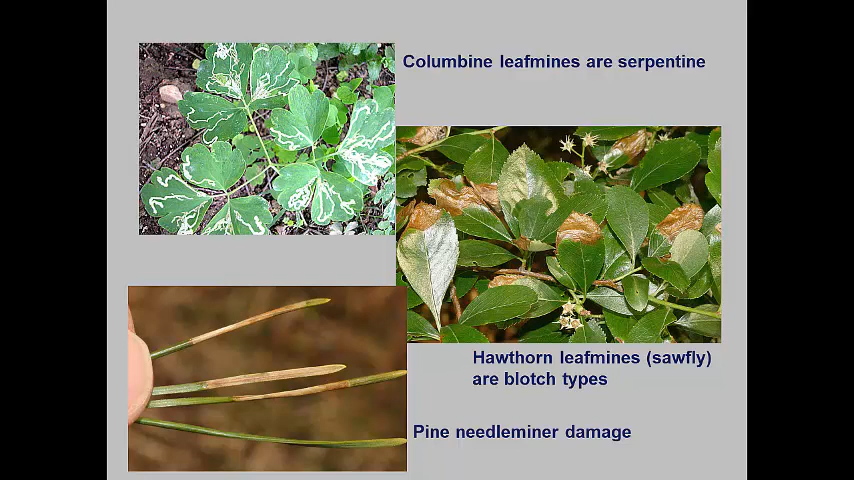 Columbine leafmines are serpentine
Hawthorn leafmines (sawfly)
are blotch types
Pine needleminer damage